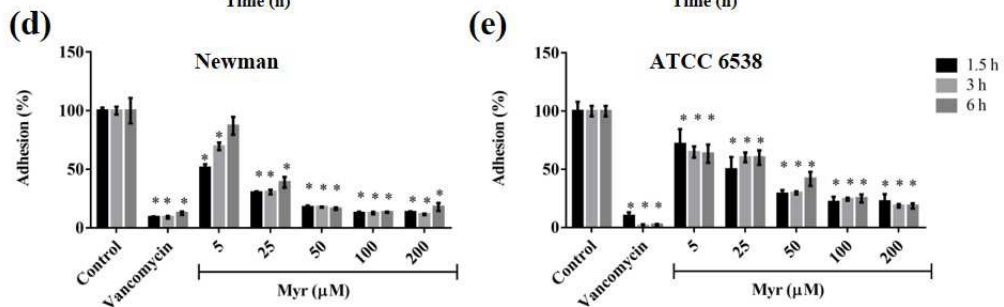 Time (h)
Time (h)
(d)
Newman
Adhesion (%)
150
100
50
0
* * *
* *
* * *
* * *
* * *
* * *
* * *
Control
Vancomycin
5
25
50
100
200
Myr (μM)
(e)
ATCC 6538
Adhesion (%)
150
100
50
0
* * *
* * *
* * *
* * *
* * *
* * *
Control
Vancomycin
5
25
50
100
200
Myr (μM)
1.5 h
3 h
6 h